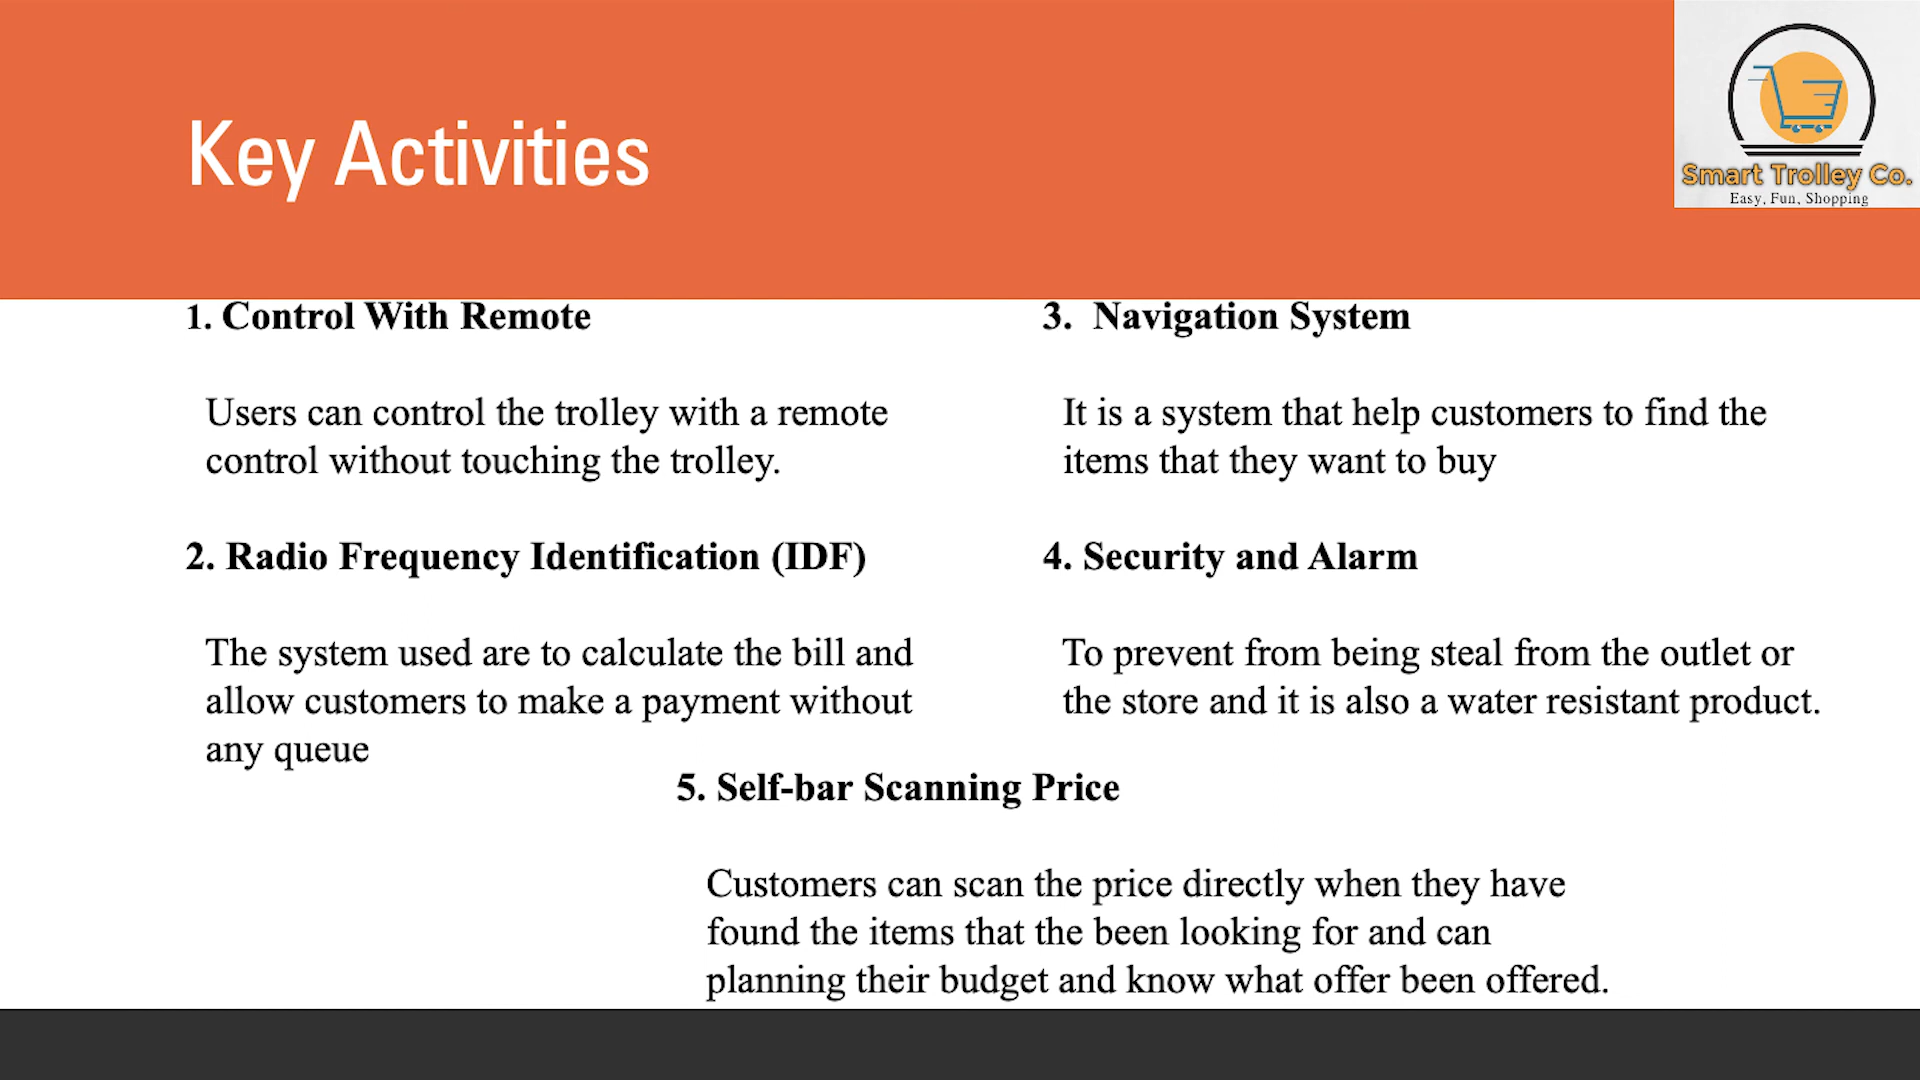 Key Activities
Smart Trolley Co.
Easy, Fun, Shopping
1. Control With Remote
Users can control the trolley with a remote
control without touching the trolley.
2. Radio Frequency Identification (IDF)
The system used are to calculate the bill and
allow customers to make a payment without
any queue
3. Navigation System
It is a system that help customers to find the
items that they want to buy
4. Security and Alarm
To prevent from being steal from the outlet or
the store and it is also a water resistant product.
5. Self-bar Scanning Price
Customers can scan the price directly when they have
found the items that the been looking for and can
planning their budget and know what offer been offered.